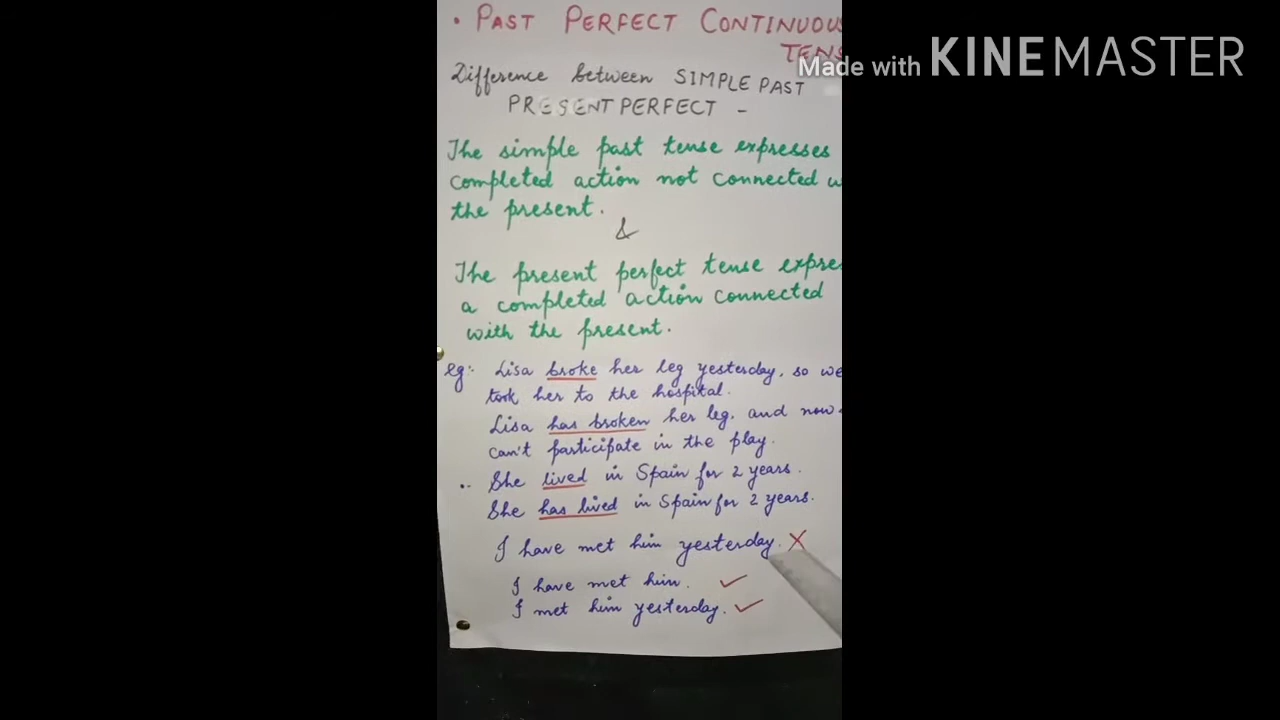 • PAST PERFECT CONTINUOU
TENS
Made with KINEMASTER
Difference between SIMPLE PAST
PRESENT PERFECT -
The simple past tense expresses
completed action not connected w
the present.
&
The present perfect tense expre
a completed action connected
with the present.
eg:- Lisa broke her leg yesterday, so we
took her to the hospital.
Lisa has broken her leg, and now
can't participate in the play.
.. She lived in Spain for 2 years.
She has lived in Spain for 2 years.
I have met him yesterday. X
I have met him. ✓
I met him yesterday. ✓